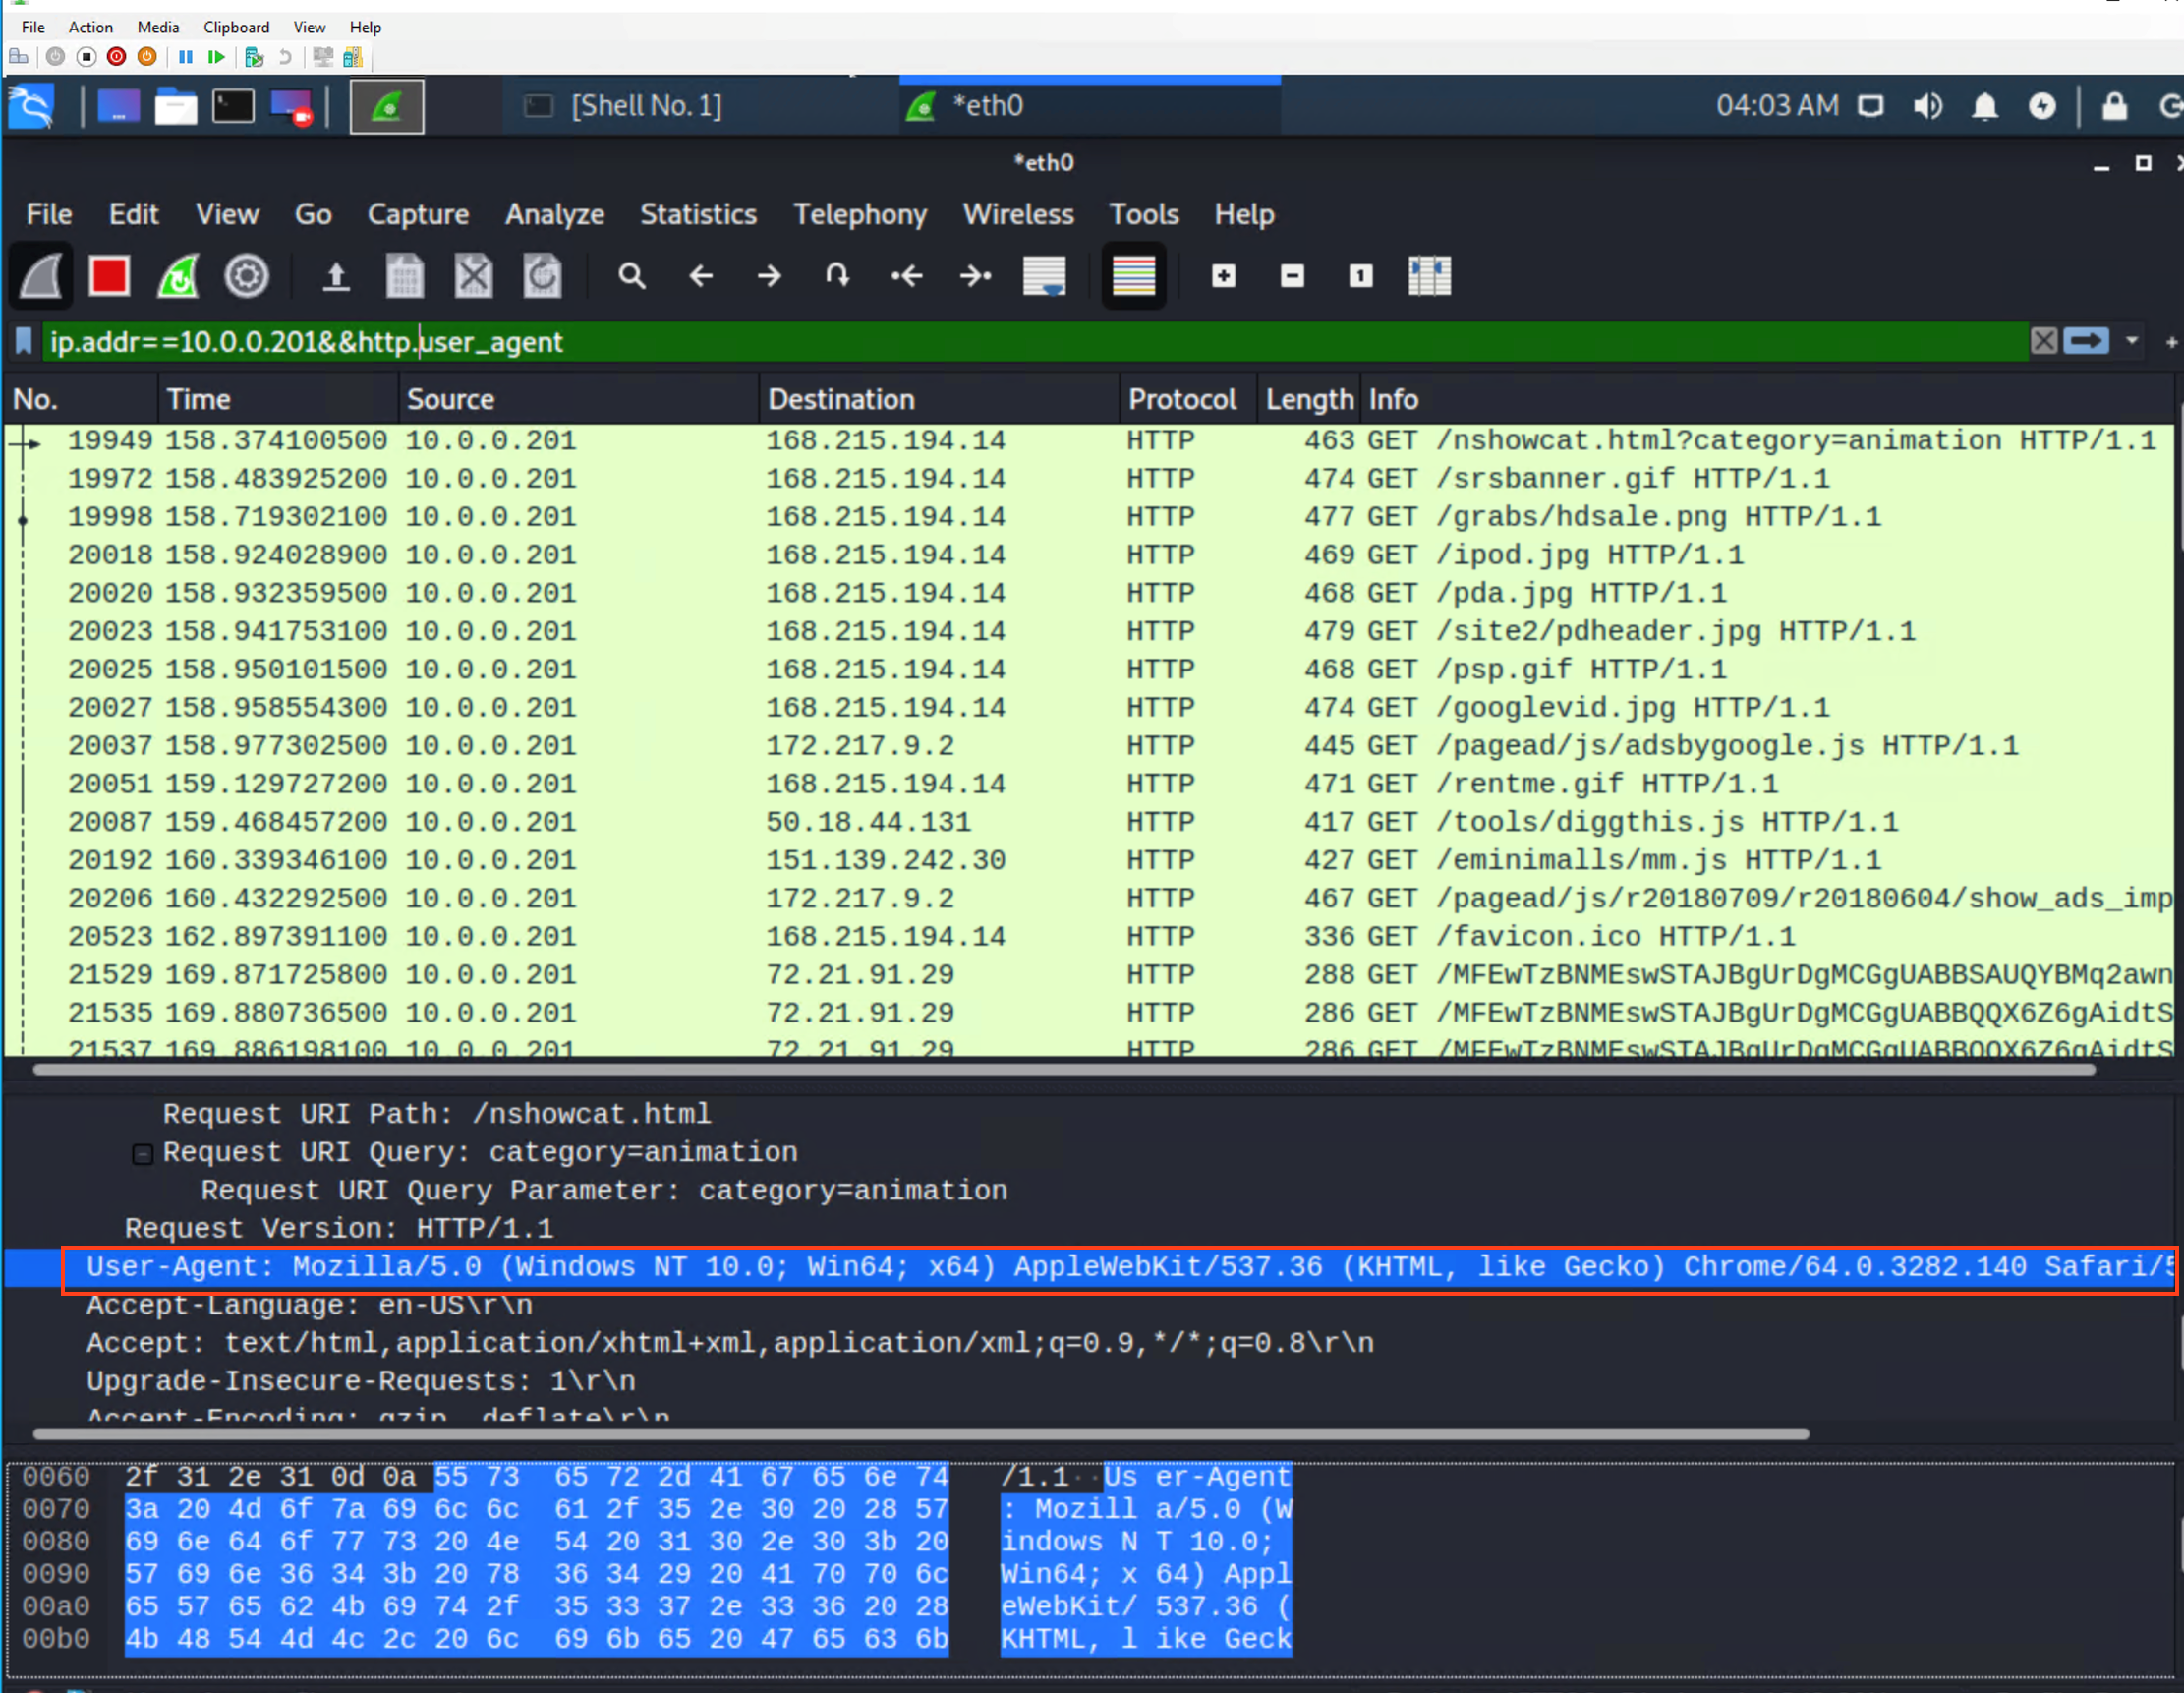 File Action Media Clipboard View Help
[Shell No. 1] *eth0 04:03 AM
*eth0
File Edit View Go Capture Analyze Statistics Telephony Wireless Tools Help
ip.addr==10.0.0.201&&http.user_agent
No. Time Source Destination Protocol Length Info
19949 158.374100500 10.0.0.201 168.215.194.14 HTTP 463 GET /nshowcat.html?category=animation HTTP/1.1
19972 158.483925200 10.0.0.201 168.215.194.14 HTTP 474 GET /srsbanner.gif HTTP/1.1
19998 158.719302100 10.0.0.201 168.215.194.14 HTTP 477 GET /grabs/hdsale.png HTTP/1.1
20018 158.924028900 10.0.0.201 168.215.194.14 HTTP 469 GET /ipod.jpg HTTP/1.1
20020 158.932359500 10.0.0.201 168.215.194.14 HTTP 468 GET /pda.jpg HTTP/1.1
20023 158.941753100 10.0.0.201 168.215.194.14 HTTP 479 GET /site2/pdheader.jpg HTTP/1.1
20025 158.950101500 10.0.0.201 168.215.194.14 HTTP 468 GET /psp.gif HTTP/1.1
20027 158.958554300 10.0.0.201 168.215.194.14 HTTP 474 GET /googlevid.jpg HTTP/1.1
20037 158.977302500 10.0.0.201 172.217.9.2 HTTP 445 GET /pagead/js/adsbygoogle.js HTTP/1.1
20051 159.129727200 10.0.0.201 168.215.194.14 HTTP 471 GET /rentme.gif HTTP/1.1
20087 159.468457200 10.0.0.201 50.18.44.131 HTTP 417 GET /tools/diggthis.js HTTP/1.1
20192 160.339346100 10.0.0.201 151.139.242.30 HTTP 427 GET /eminimalls/mm.js HTTP/1.1
20206 160.432292500 10.0.0.201 172.217.9.2 HTTP 467 GET /pagead/js/r20180709/r20180604/show_ads_imp
20523 162.897391100 10.0.0.201 168.215.194.14 HTTP 336 GET /favicon.ico HTTP/1.1
21529 169.871725800 10.0.0.201 72.21.91.29 HTTP 288 GET /MFEwTzBNMEswSTAJBgUrDgMCGgUABBSAUQYBMq2awn
21535 169.880736500 10.0.0.201 72.21.91.29 HTTP 286 GET /MFEwTzBNMEswSTAJBgUrDgMCGgUABBQQX6Z6gAidtS
21537 169.886198100 10.0.0.201 72.21.91.29 HTTP 286 GET /MFEwTzBNMEswSTAJBgUrDgMCGgUABBQQX6Z6gAidtS
Request URI Path: /nshowcat.html
Request URI Query: category=animation
Request URI Query Parameter: category=animation
Request Version: HTTP/1.1
User-Agent: Mozilla/5.0 (Windows NT 10.0; Win64; x64) AppleWebKit/537.36 (KHTML, like Gecko) Chrome/64.0.3282.140 Safari/5
Accept-Language: en-US\r\n
Accept: text/html,application/xhtml+xml,application/xml;q=0.9,*/*;q=0.8\r\n
Upgrade-Insecure-Requests: 1\r\n
Accept-Encoding: gzip, deflate\r\n
0060 2f 31 2e 31 0d 0a 55 73 65 72 2d 41 67 65 6e 74 /1.1··Us er-Agent
0070 3a 20 4d 6f 7a 69 6c 6c 61 2f 35 2e 30 20 28 57 : Mozill a/5.0 (W
0080 69 6e 64 6f 77 73 20 4e 54 20 31 30 2e 30 3b 20 indows N T 10.0;
0090 57 69 6e 36 34 3b 20 78 36 34 29 20 41 70 70 6c Win64; x 64) Appl
00a0 65 57 65 62 4b 69 74 2f 35 33 37 2e 33 36 20 28 eWebKit/ 537.36 (
00b0 4b 48 54 4d 4c 2c 20 6c 69 6b 65 20 47 65 63 6b KHTML, l ike Geck